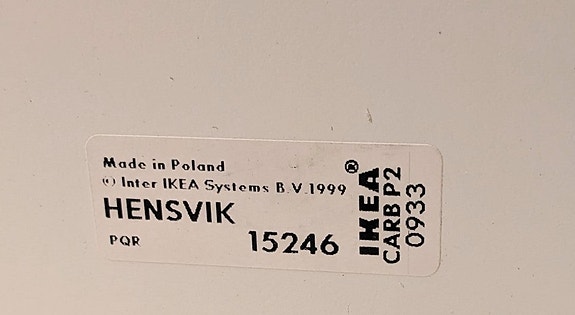 Made in Poland
© Inter IKEA Systems B.V.1999
HENSVIK
PQR 15246
IKEA®
CARB P2
0933